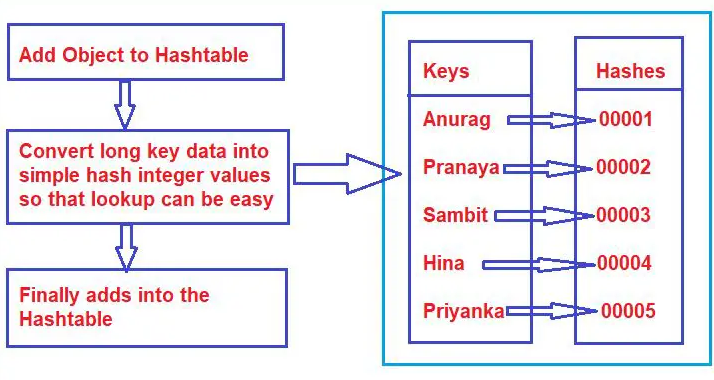 Add Object to Hashtable
Convert long key data into
simple hash integer values
so that lookup can be easy
Finally adds into the
Hashtable
Keys
Hashes
Anurag
00001
Pranaya
00002
Sambit
00003
Hina
00004
Priyanka
00005